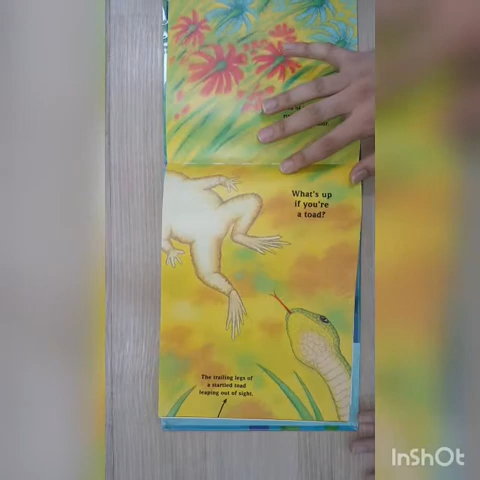 What's up
if you're
a toad?
The trailing legs of
a startled toad
leaping out of sight.
InShOt